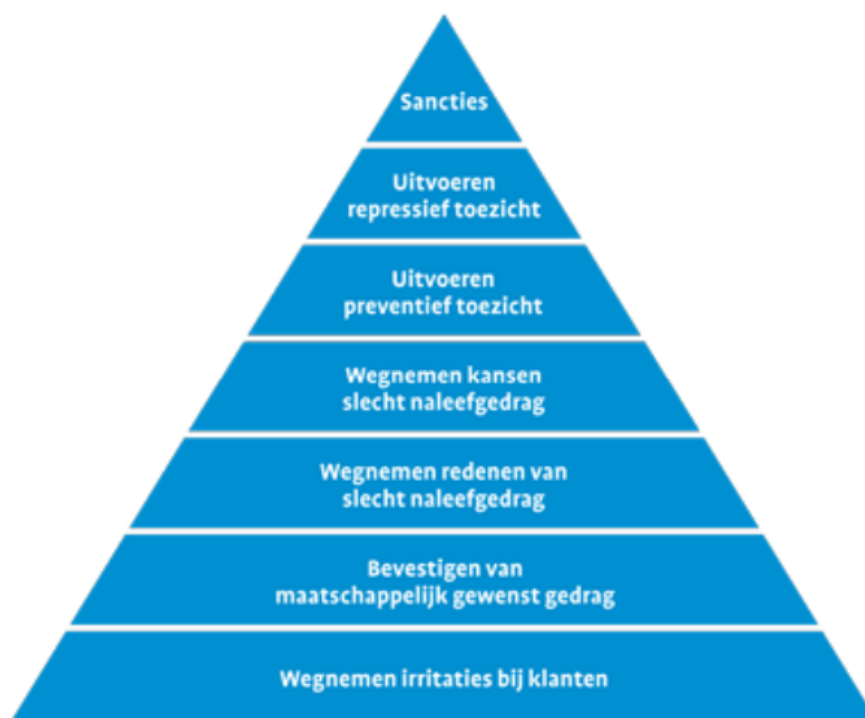 Sancties
Uitvoeren
repressief toezicht
Uitvoeren
preventief toezicht
Wegnemen kansen
slecht naleefgedrag
Wegnemen redenen van
slecht naleefgedrag
Bevestigen van
maatschappelijk gewenst gedrag
Wegnemen irritaties bij klanten